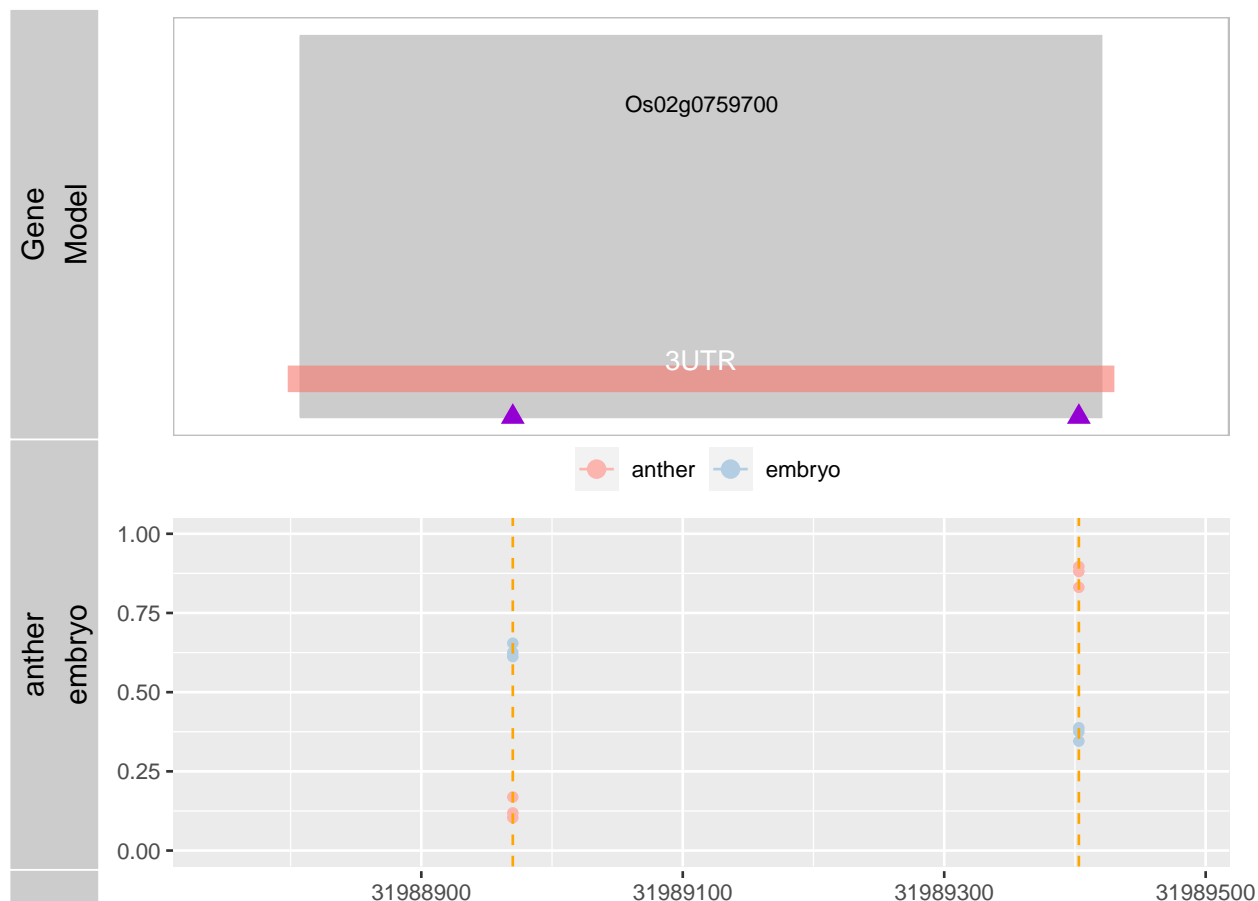 Gene
Model
Os02g0759700
3UTR
anther
embryo
anther
embryo
1.00
0.75
0.50
0.25
0.00
31988900
31989100
31989300
31989500